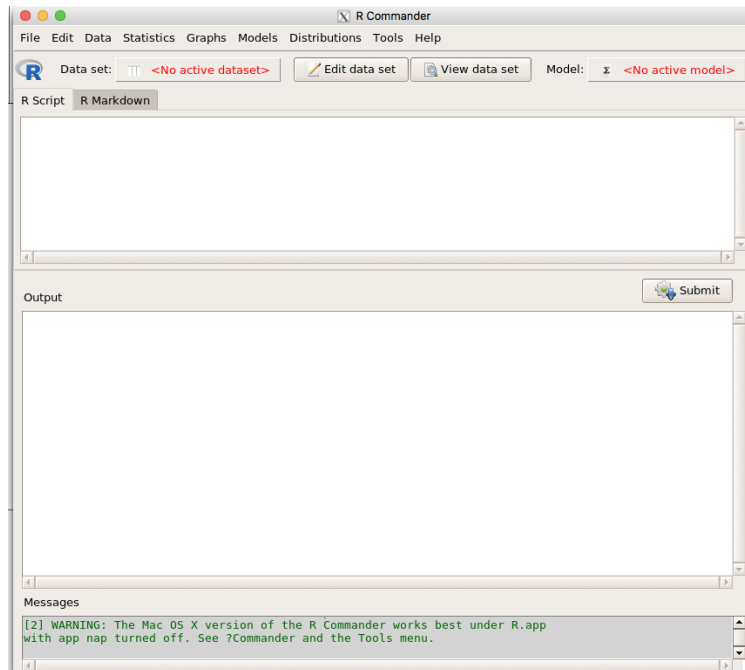 R Commander
File Edit Data Statistics Graphs Models Distributions Tools Help
R Data set: <No active dataset> Edit data set View data set Model: Σ <No active model>
R Script R Markdown
Submit
Output
Messages
[2] WARNING: The Mac OS X version of the R Commander works best under R.app
with app nap turned off. See ?Commander and the Tools menu.